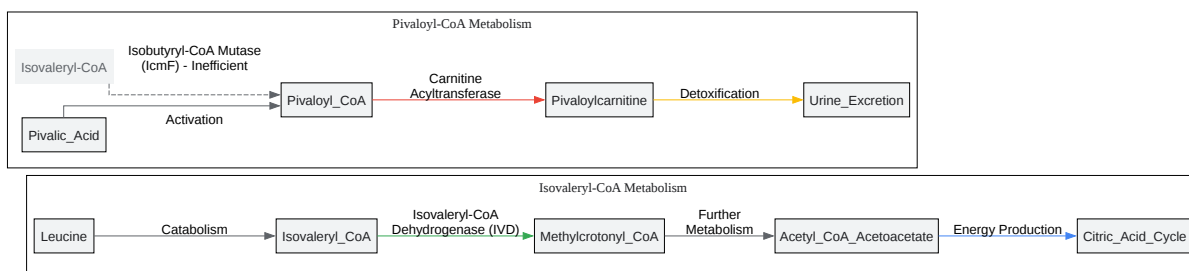 Pivaloyl-CoA Metabolism
Isovaleryl-CoA
Isobutyryl-CoA Mutase
(IcmF) - Inefficient
Pivalic_Acid
Activation
Pivaloyl_CoA
Carnitine
Acyltransferase
Pivaloylcarnitine
Detoxification
Urine_Excretion
Isovaleryl-CoA Metabolism
Leucine
Catabolism
Isovaleryl_CoA
Isovaleryl-CoA
Dehydrogenase (IVD)
Methylcrotonyl_CoA
Further
Metabolism
Acetyl_CoA_Acetoacetate
Energy Production
Citric_Acid_Cycle